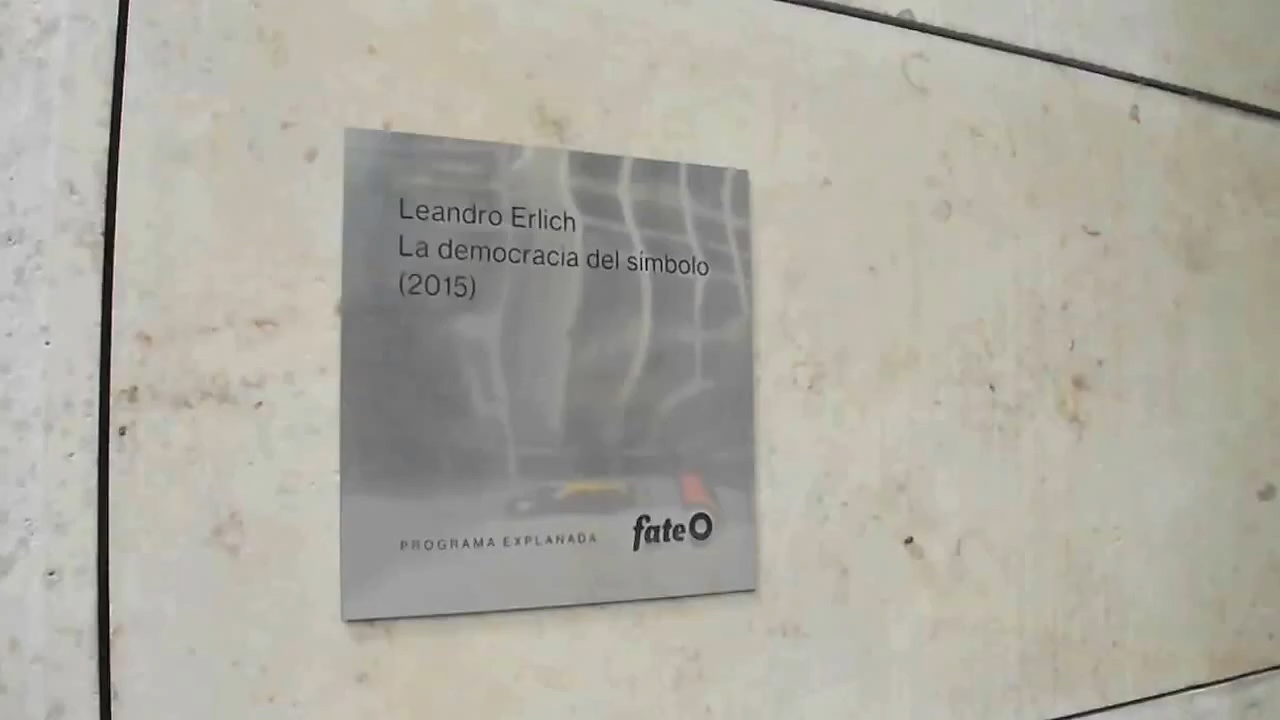 Leandro Erlich
La democracia del símbolo
(2015)
PROGRAMA EXPLANADA
fateO